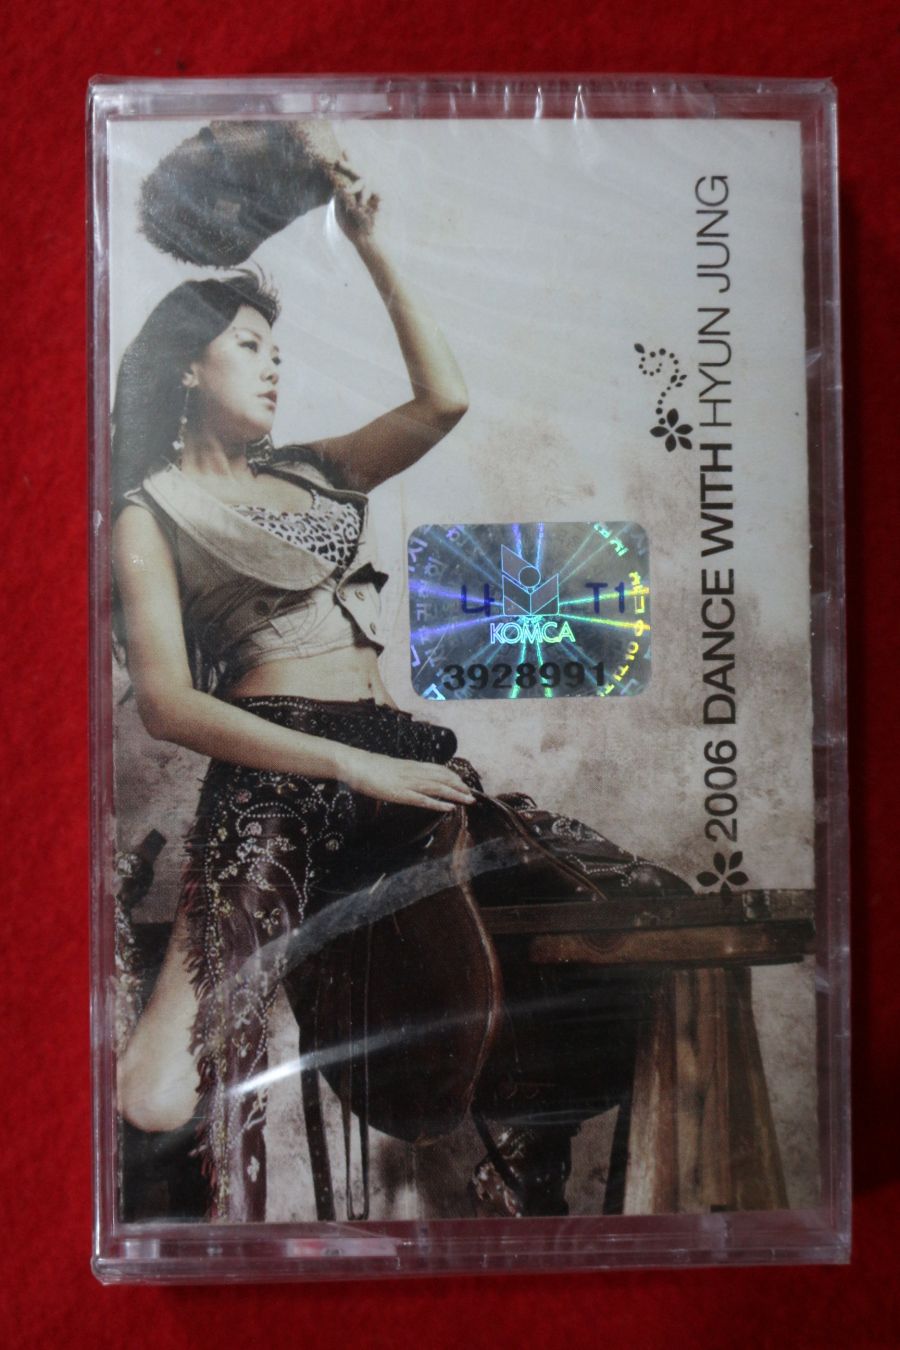 2006 DANCE WITH HYUN JUNG
나 T1
KOMCA
3928991